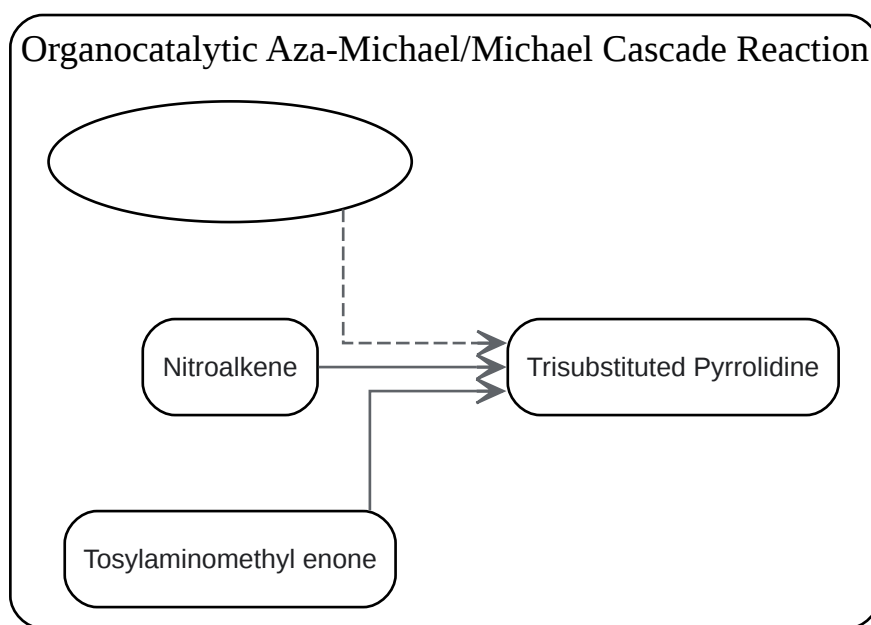 Organocatalytic Aza-Michael/Michael Cascade Reaction
Nitroalkene
Trisubstituted Pyrrolidine
Tosylaminomethyl enone